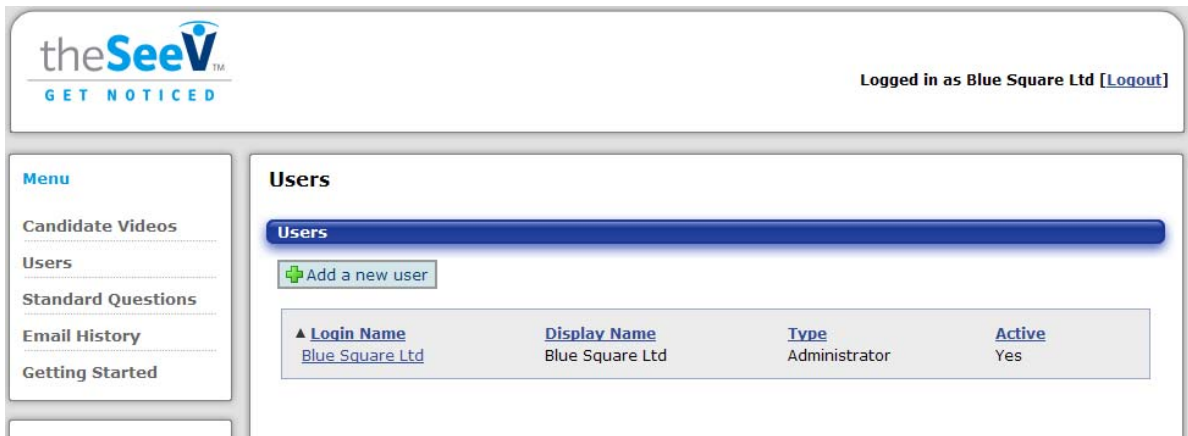 theSeeV TM
GET NOTICED
Logged in as Blue Square Ltd [Logout]
Menu
Candidate Videos
Users
Standard Questions
Email History
Getting Started
Users
Users
Add a new user
▲ Login Name Display Name Type Active
Blue Square Ltd Blue Square Ltd Administrator Yes